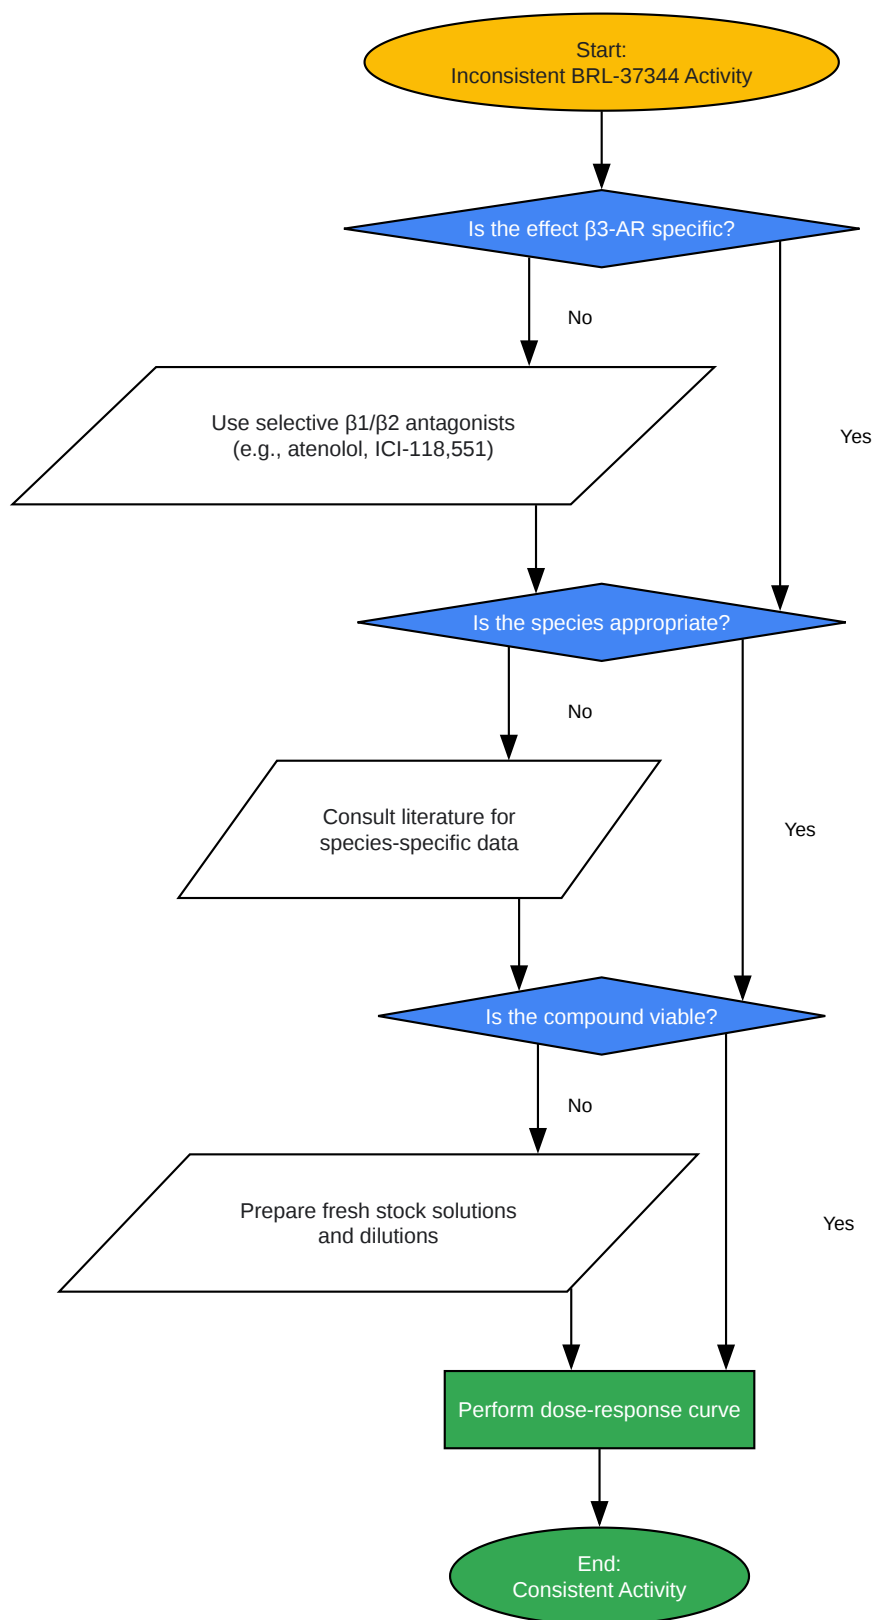 Start:
Inconsistent BRL-37344 Activity
Is the effect β3-AR specific?
No
Use selective β1/β2 antagonists
(e.g., atenolol, ICI-118,551)
Yes
Is the species appropriate?
No
Consult literature for
species-specific data
Yes
Is the compound viable?
No
Prepare fresh stock solutions
and dilutions
Yes
Perform dose-response curve
End:
Consistent Activity